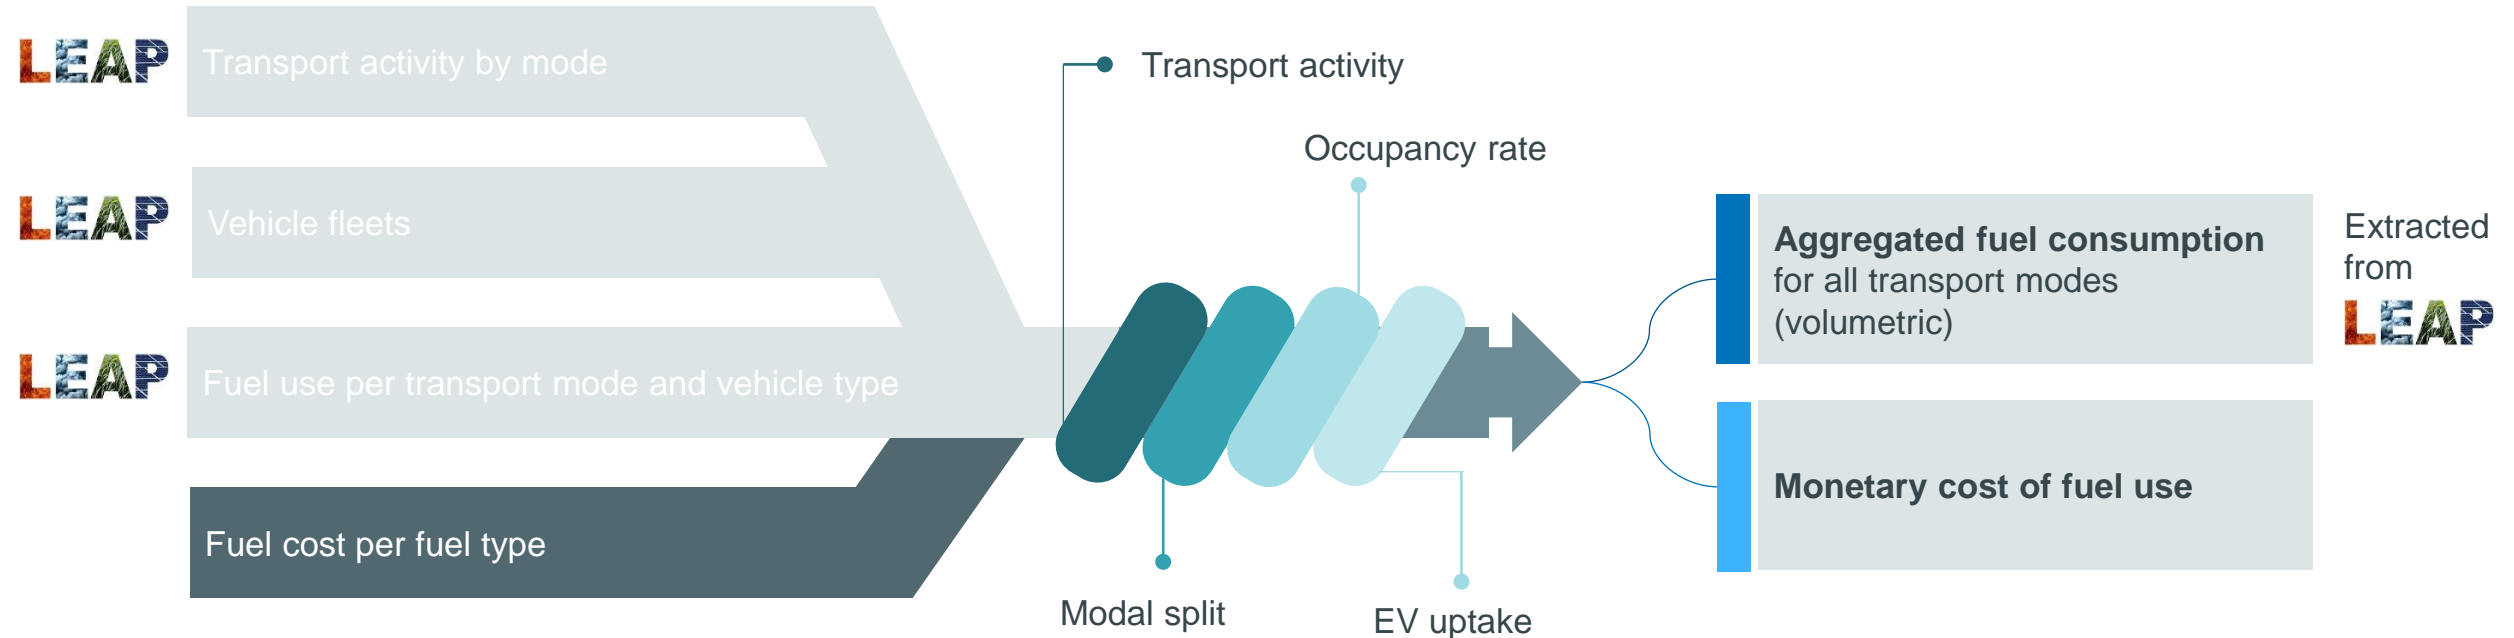 LEAP
Transport activity by mode
LEAP
Vehicle fleets
LEAP
Fuel use per transport mode and vehicle type
Fuel cost per fuel type
Transport activity
Occupancy rate
Modal split
EV uptake
Aggregated fuel consumption
for all transport modes
(volumetric)
Monetary cost of fuel use
Extracted
from
LEAP